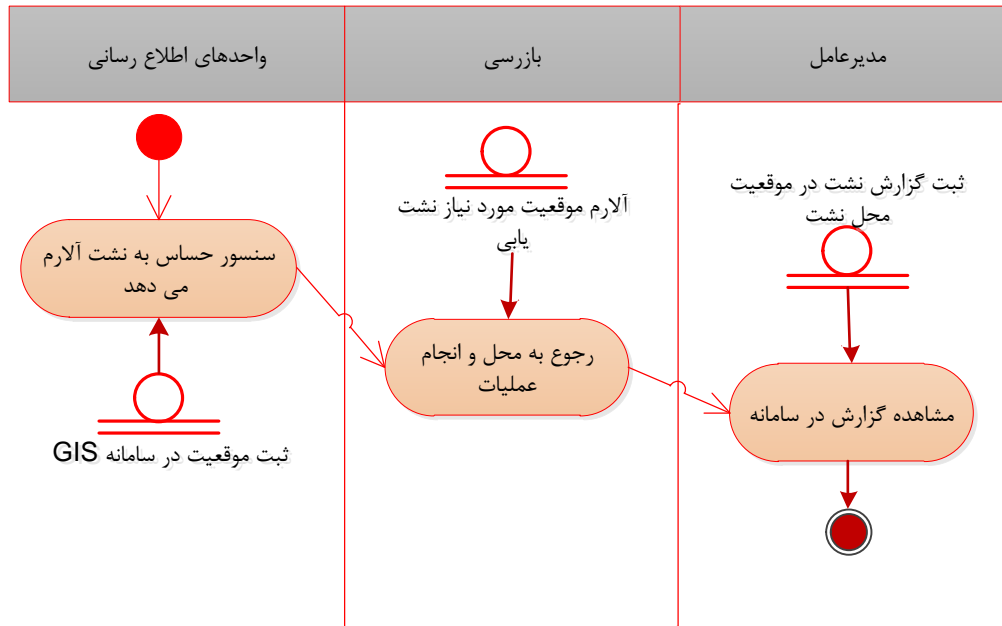 واحدهای اطلاع رسانی
بازرسی
مدیرعامل
سنسور حساس به نشت آلارم
می دهد
ثبت موقعیت در سامانه GIS
آلارم موقعیت مورد نیاز نشت
یابی
رجوع به محل و انجام
عملیات
ثبت گزارش نشت در موقعیت
محل نشت
مشاهده گزارش در سامانه